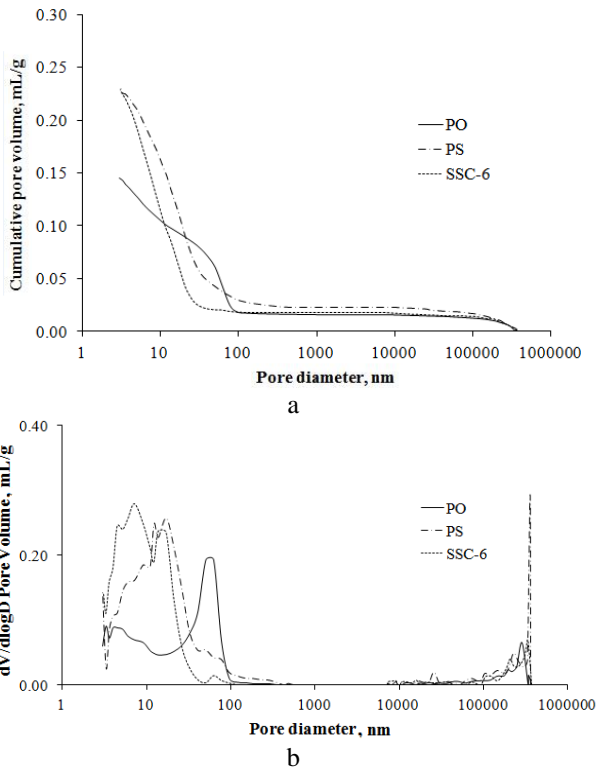 0.30
0.25
0.20
0.15
0.10
0.05
0.00
Cumulative pore volume, mL/g
PO
PS
SSC-6
1 10 100 1000 10000 100000 1000000
Pore diameter, nm
a
0.40
0.20
0.00
dV/dlogD Pore Volume, mL/g
PO
PS
SSC-6
1 10 100 1000 10000 100000 1000000
Pore diameter, nm
b